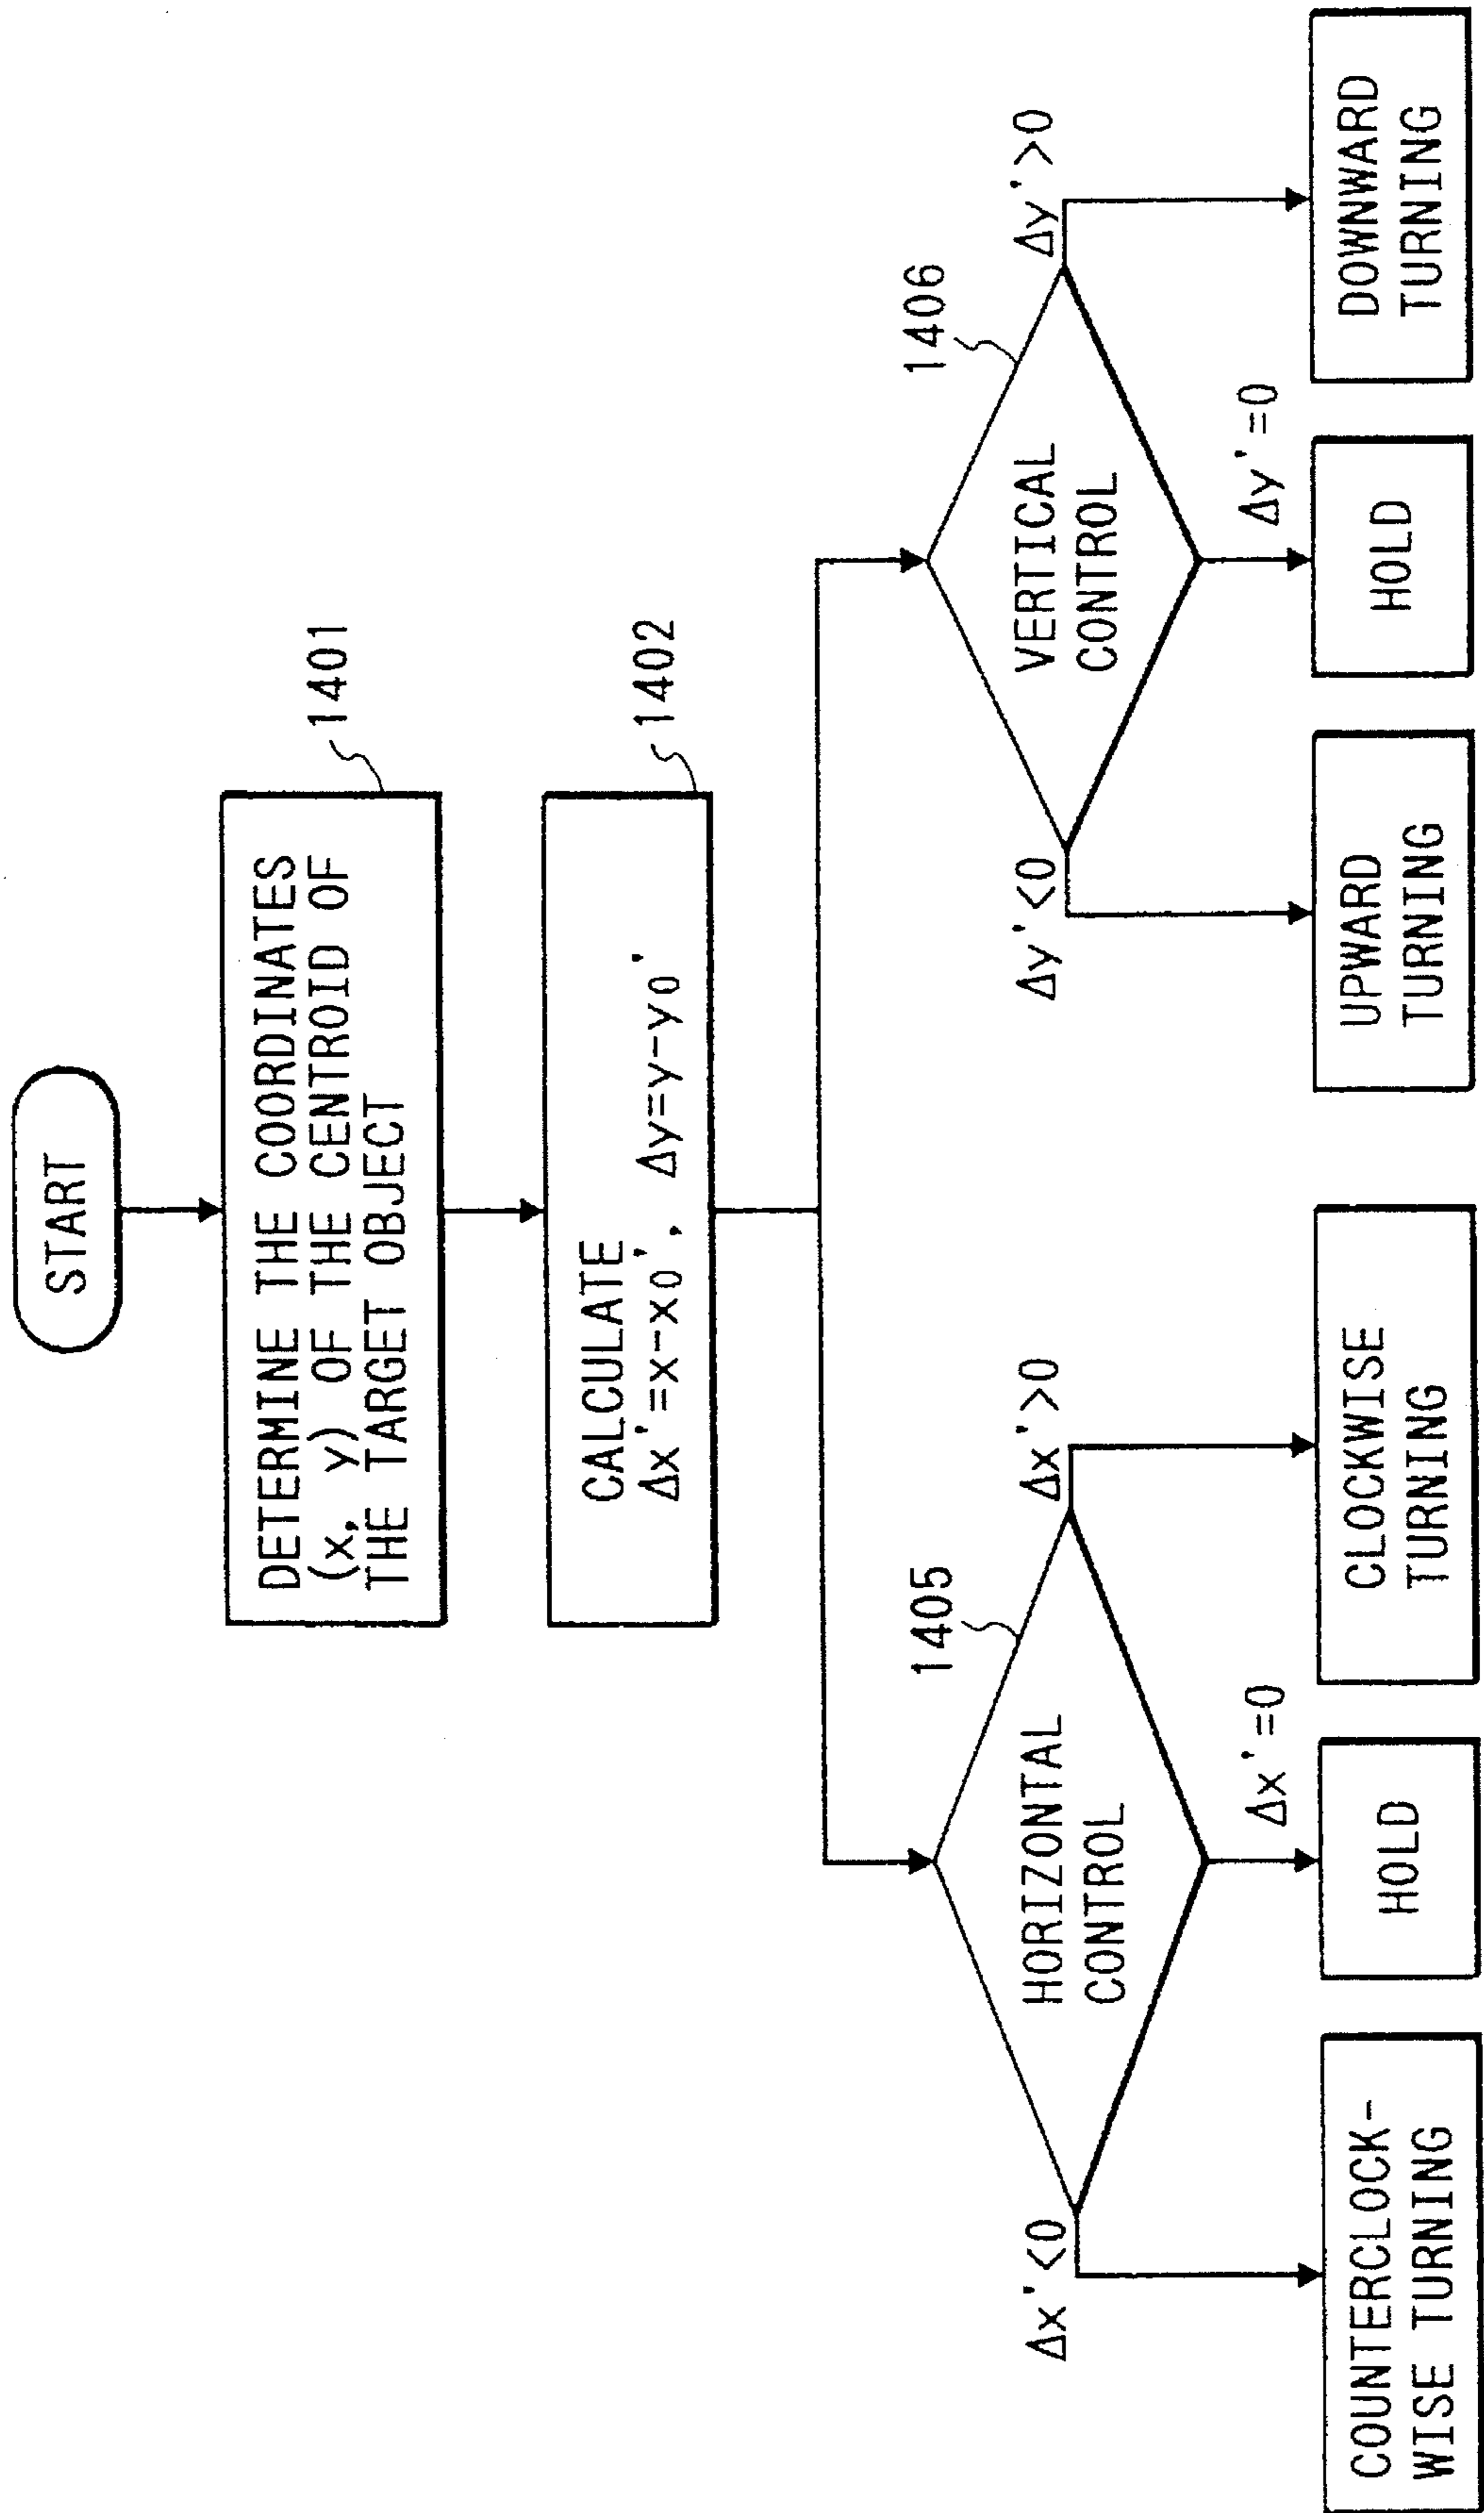 START
DETERMINE THE COORDINATES
(x, y) OF THE CENTROID OF
THE TARGET OBJECT
1401
CALCULATE
Δx'=x-x₀', Δy=y-y₀'
1402
1405
HORIZONTAL
CONTROL
Δx'<0
Δx'=0
Δx'>0
COUNTERCLOCK-
WISE TURNING
HOLD
CLOCKWISE
TURNING
1406
VERTICAL
CONTROL
Δy'<0
Δy'=0
Δy'>0
UPWARD
TURNING
HOLD
DOWNWARD
TURNING